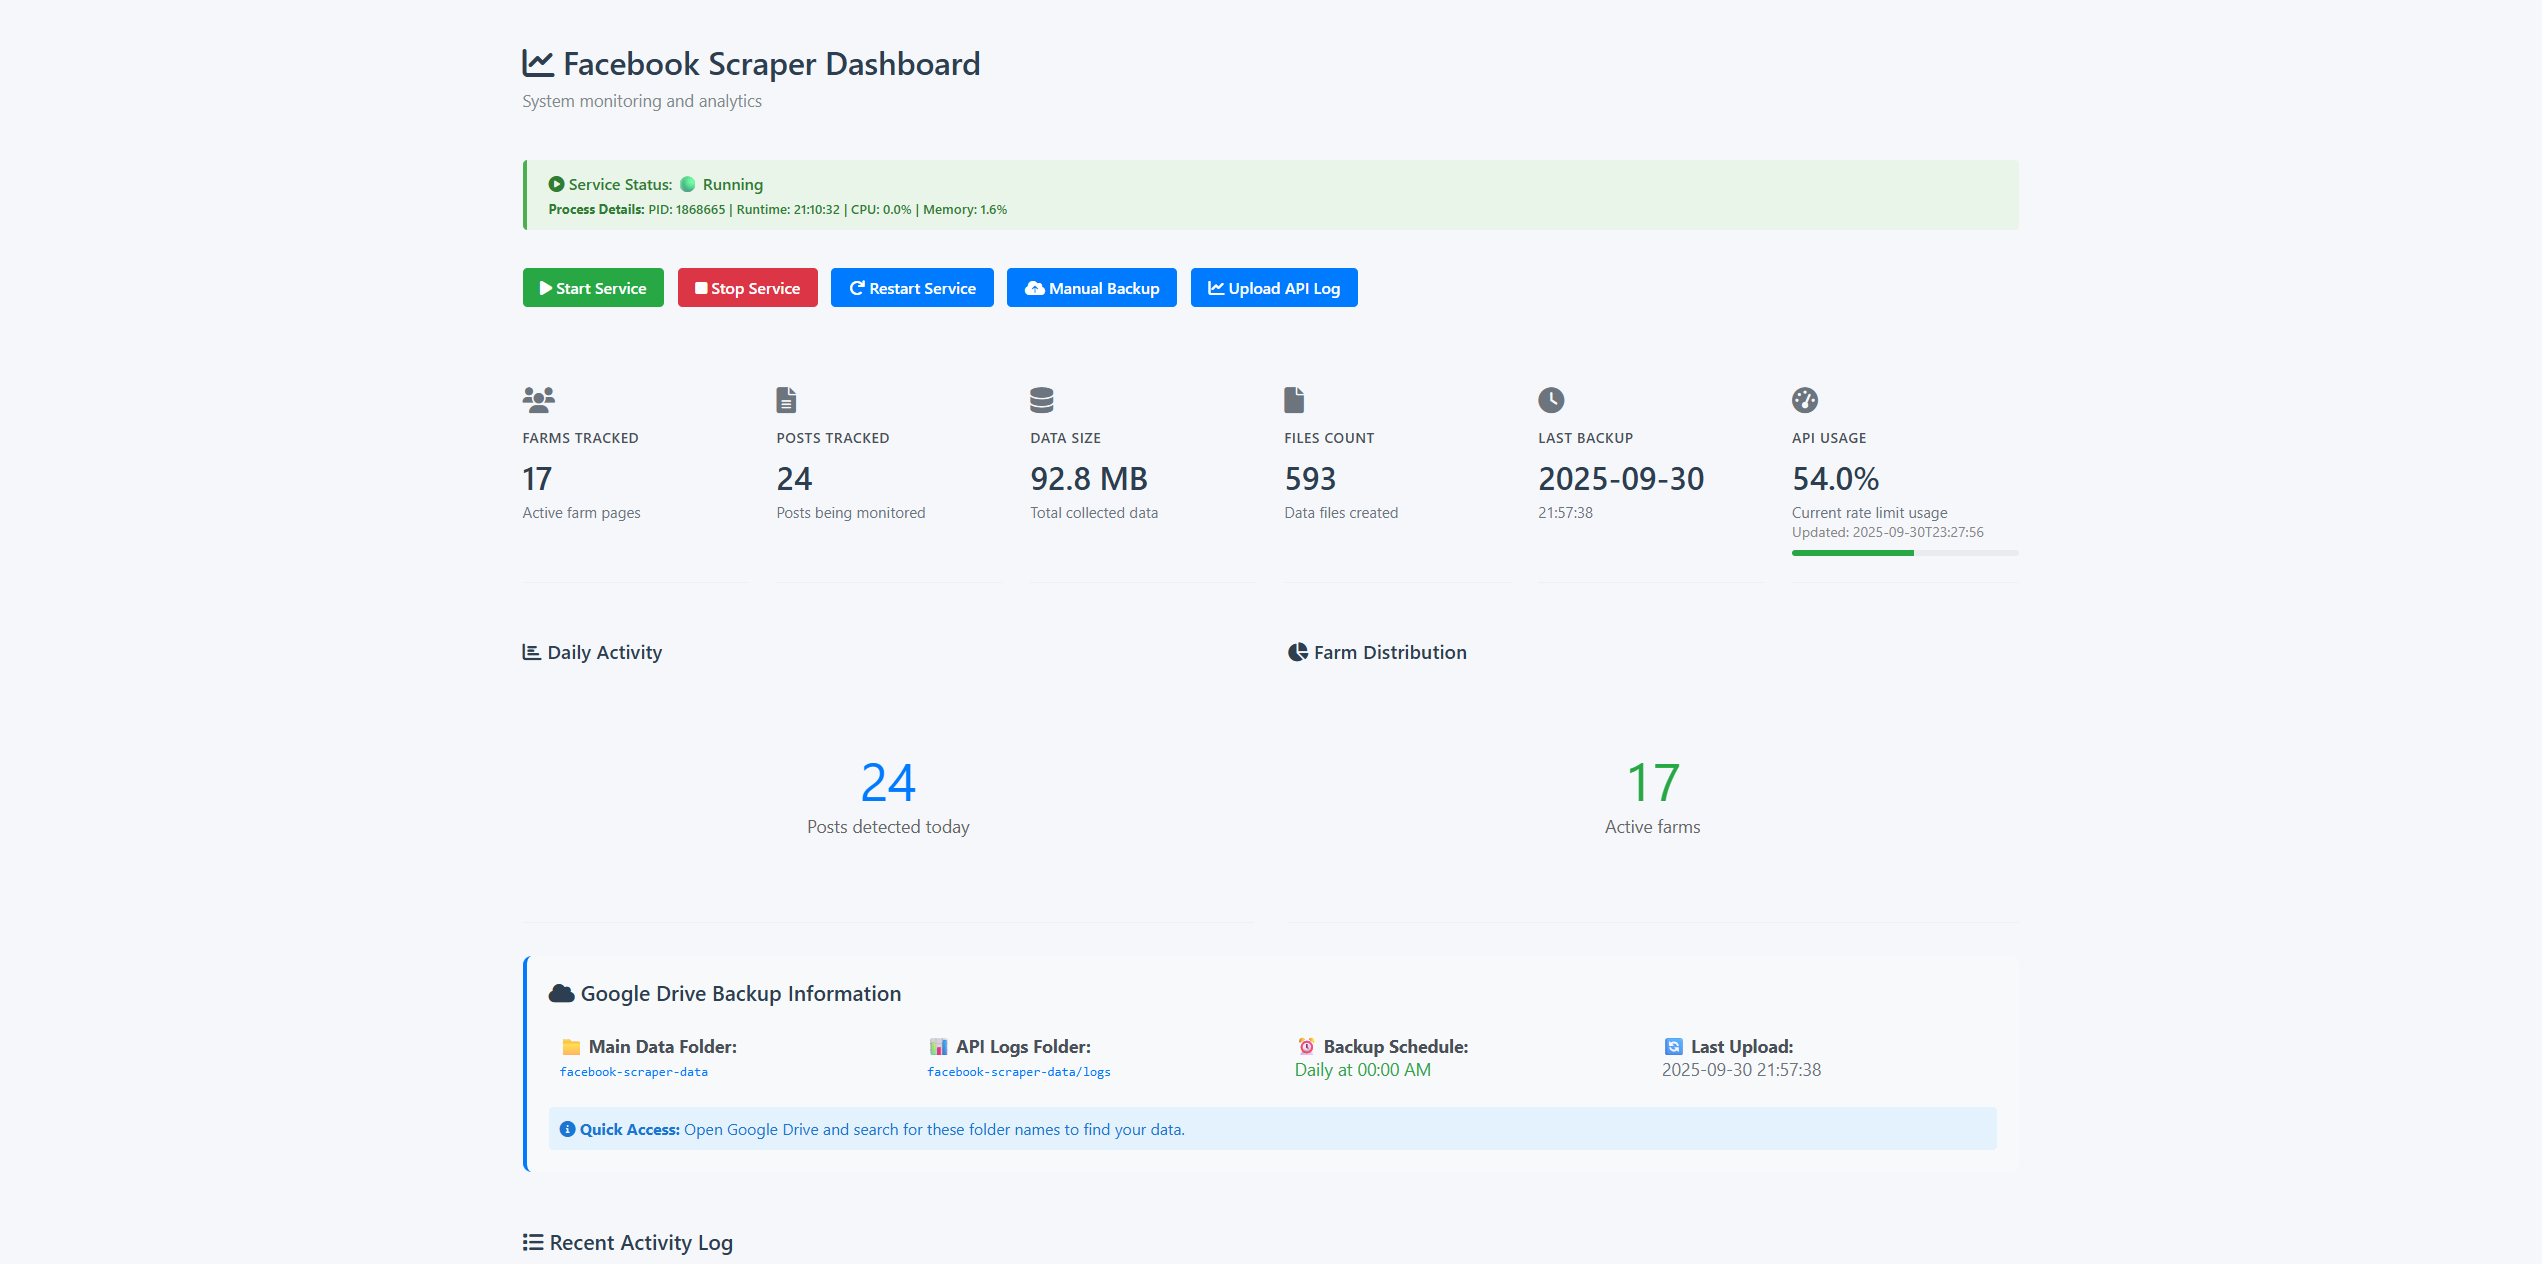 Facebook Scraper Dashboard
System monitoring and analytics
Service Status: Running
Process Details: PID: 1868665 | Runtime: 21:10:32 | CPU: 0.0% | Memory: 1.6%
Start Service
Stop Service
Restart Service
Manual Backup
Upload API Log
FARMS TRACKED
17
Active farm pages
POSTS TRACKED
24
Posts being monitored
DATA SIZE
92.8 MB
Total collected data
FILES COUNT
593
Data files created
LAST BACKUP
2025-09-30
21:57:38
API USAGE
54.0%
Current rate limit usage
Updated: 2025-09-30T23:27:56
Daily Activity
24
Posts detected today
Farm Distribution
17
Active farms
Google Drive Backup Information
Main Data Folder:
facebook-scraper-data
API Logs Folder:
facebook-scraper-data/logs
Backup Schedule:
Daily at 00:00 AM
Last Upload:
2025-09-30 21:57:38
Quick Access: Open Google Drive and search for these folder names to find your data.
Recent Activity Log